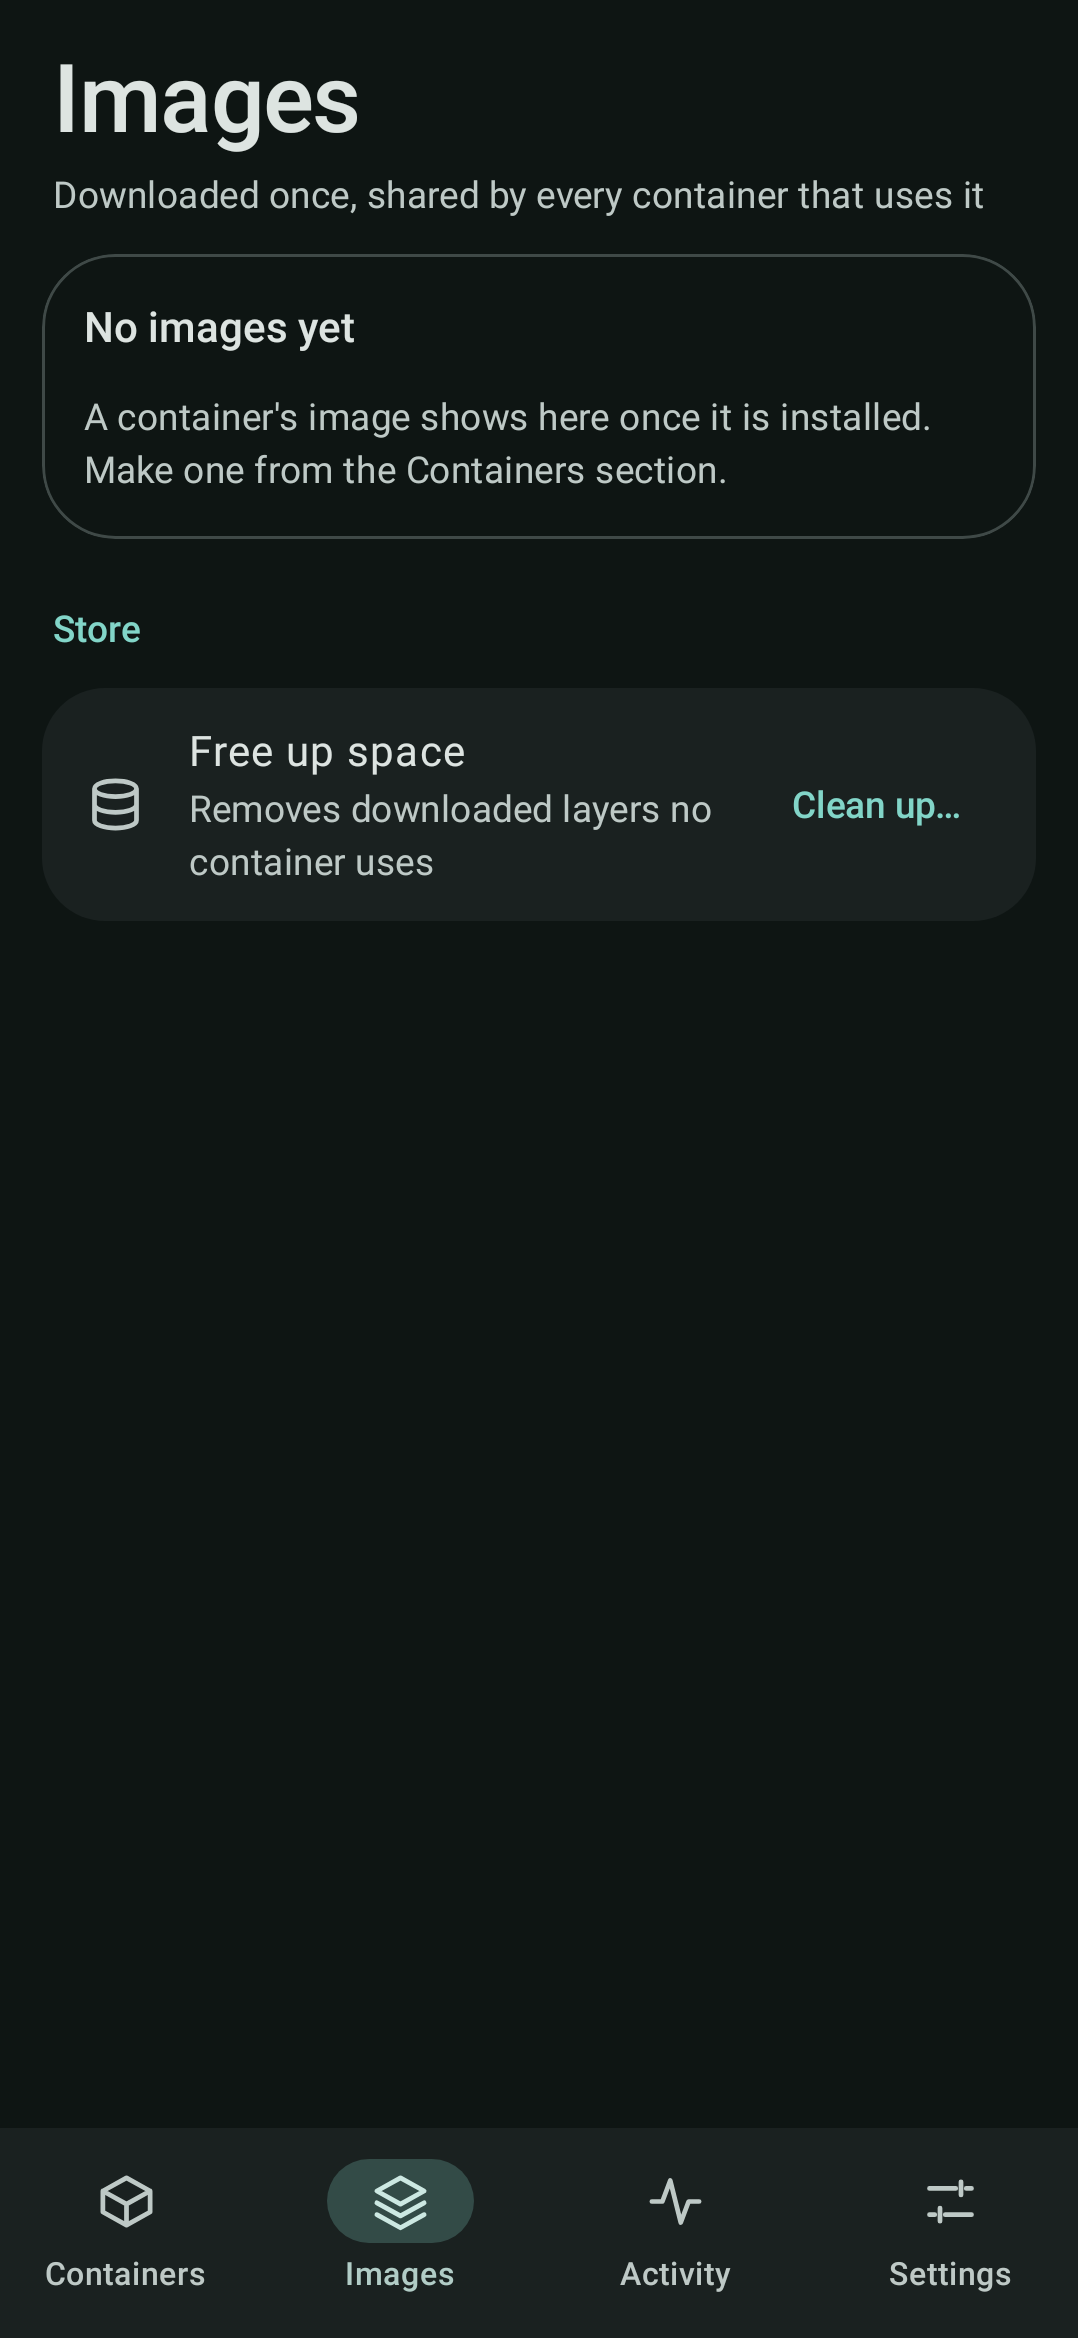 Images
Downloaded once, shared by every container that uses it
No images yet
A container's image shows here once it is installed.
Make one from the Containers section.
Store
Free up space
Removes downloaded layers no
container uses
Clean up…
Containers
Images
Activity
Settings